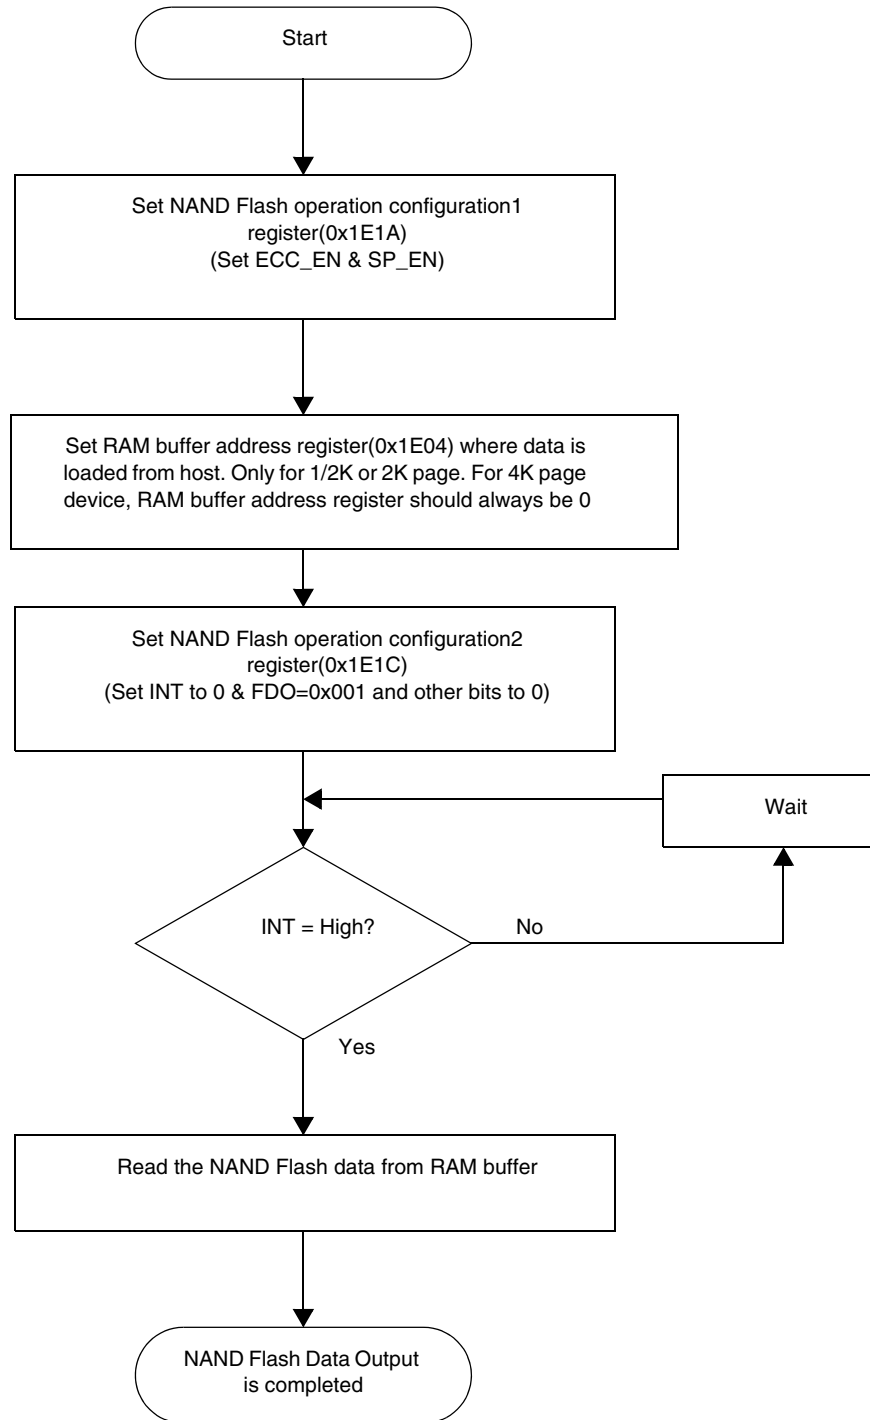 Start
Set NAND Flash operation configuration1
register(0x1E1A)
(Set ECC_EN & SP_EN)
Set RAM buffer address register(0x1E04) where data is
loaded from host. Only for 1/2K or 2K page. For 4K page
device, RAM buffer address register should always be 0
Set NAND Flash operation configuration2
register(0x1E1C)
(Set INT to 0 & FDO=0x001 and other bits to 0)
Wait
INT = High?
No
Yes
Read the NAND Flash data from RAM buffer
NAND Flash Data Output
is completed